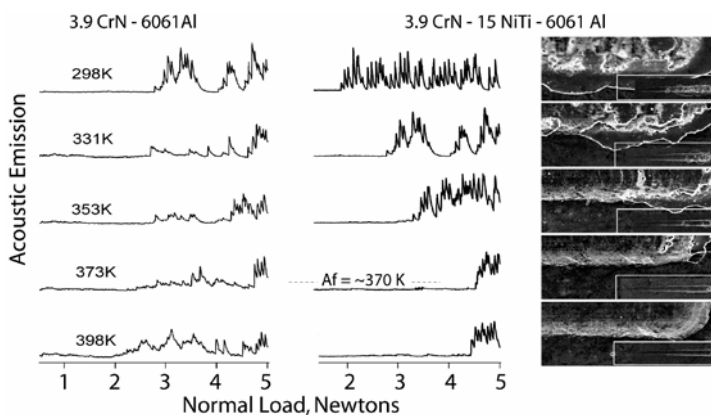 3.9 CrN - 6061Al
3.9 CrN - 15 NiTi - 6061 Al
Acoustic Emission
298K
331K
353K
373K
Af = ~370 K
398K
1 2 3 4 5
2 3 4 5
Normal Load, Newtons